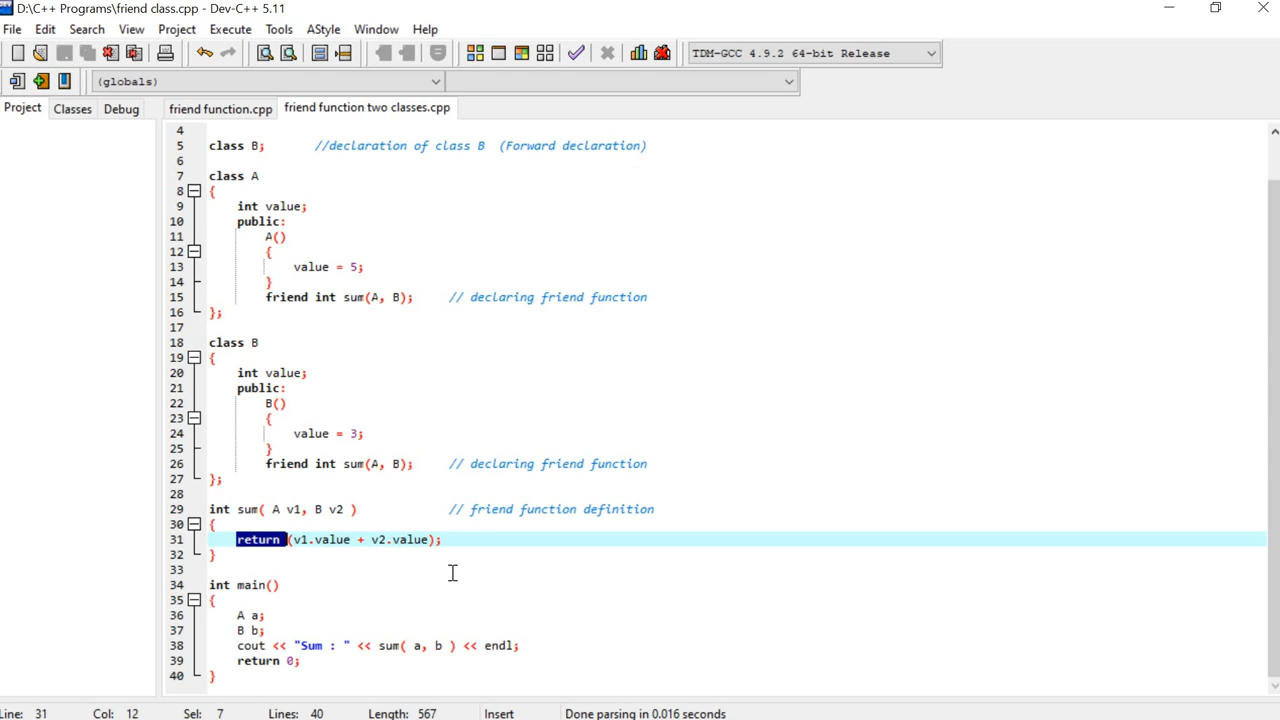 D:\C++ Programs\friend class.cpp - Dev-C++ 5.11
File Edit Search View Project Execute Tools AStyle Window Help
TDM-GCC 4.9.2 64-bit Release
(globals)
Project Classes Debug friend function.cpp friend function two classes.cpp
4
5 class B; //declaration of class B (Forward declaration)
6
7 class A
8 {
9 int value;
10 public:
11 A()
12 {
13 value = 5;
14 }
15 friend int sum(A, B); // declaring friend function
16 };
17
18 class B
19 {
20 int value;
21 public:
22 B()
23 {
24 value = 3;
25 }
26 friend int sum(A, B); // declaring friend function
27 };
28
29 int sum( A v1, B v2 ) // friend function definition
30 {
31 return (v1.value + v2.value);
32 }
33
34 int main()
35 {
36 A a;
37 B b;
38 cout << "Sum : " << sum( a, b ) << endl;
39 return 0;
40 }
Line: 31 Col: 12 Sel: 7 Lines: 40 Length: 567 Insert Done parsing in 0.016 seconds